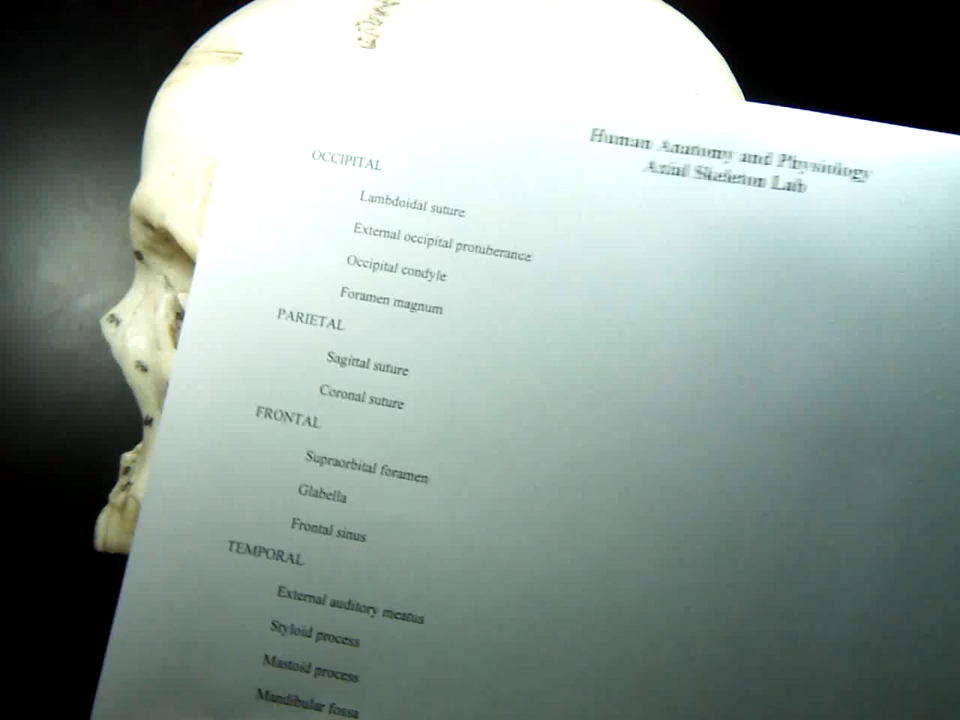 Human Anatomy and Physiology
Axial Skeleton Lab
OCCIPITAL
Lambdoidal suture
External occipital protuberance
Occipital condyle
Foramen magnum
PARIETAL
Sagittal suture
Coronal suture
FRONTAL
Supraorbital foramen
Glabella
Frontal sinus
TEMPORAL
External auditory meatus
Styloid process
Mastoid process
Mandibular fossa